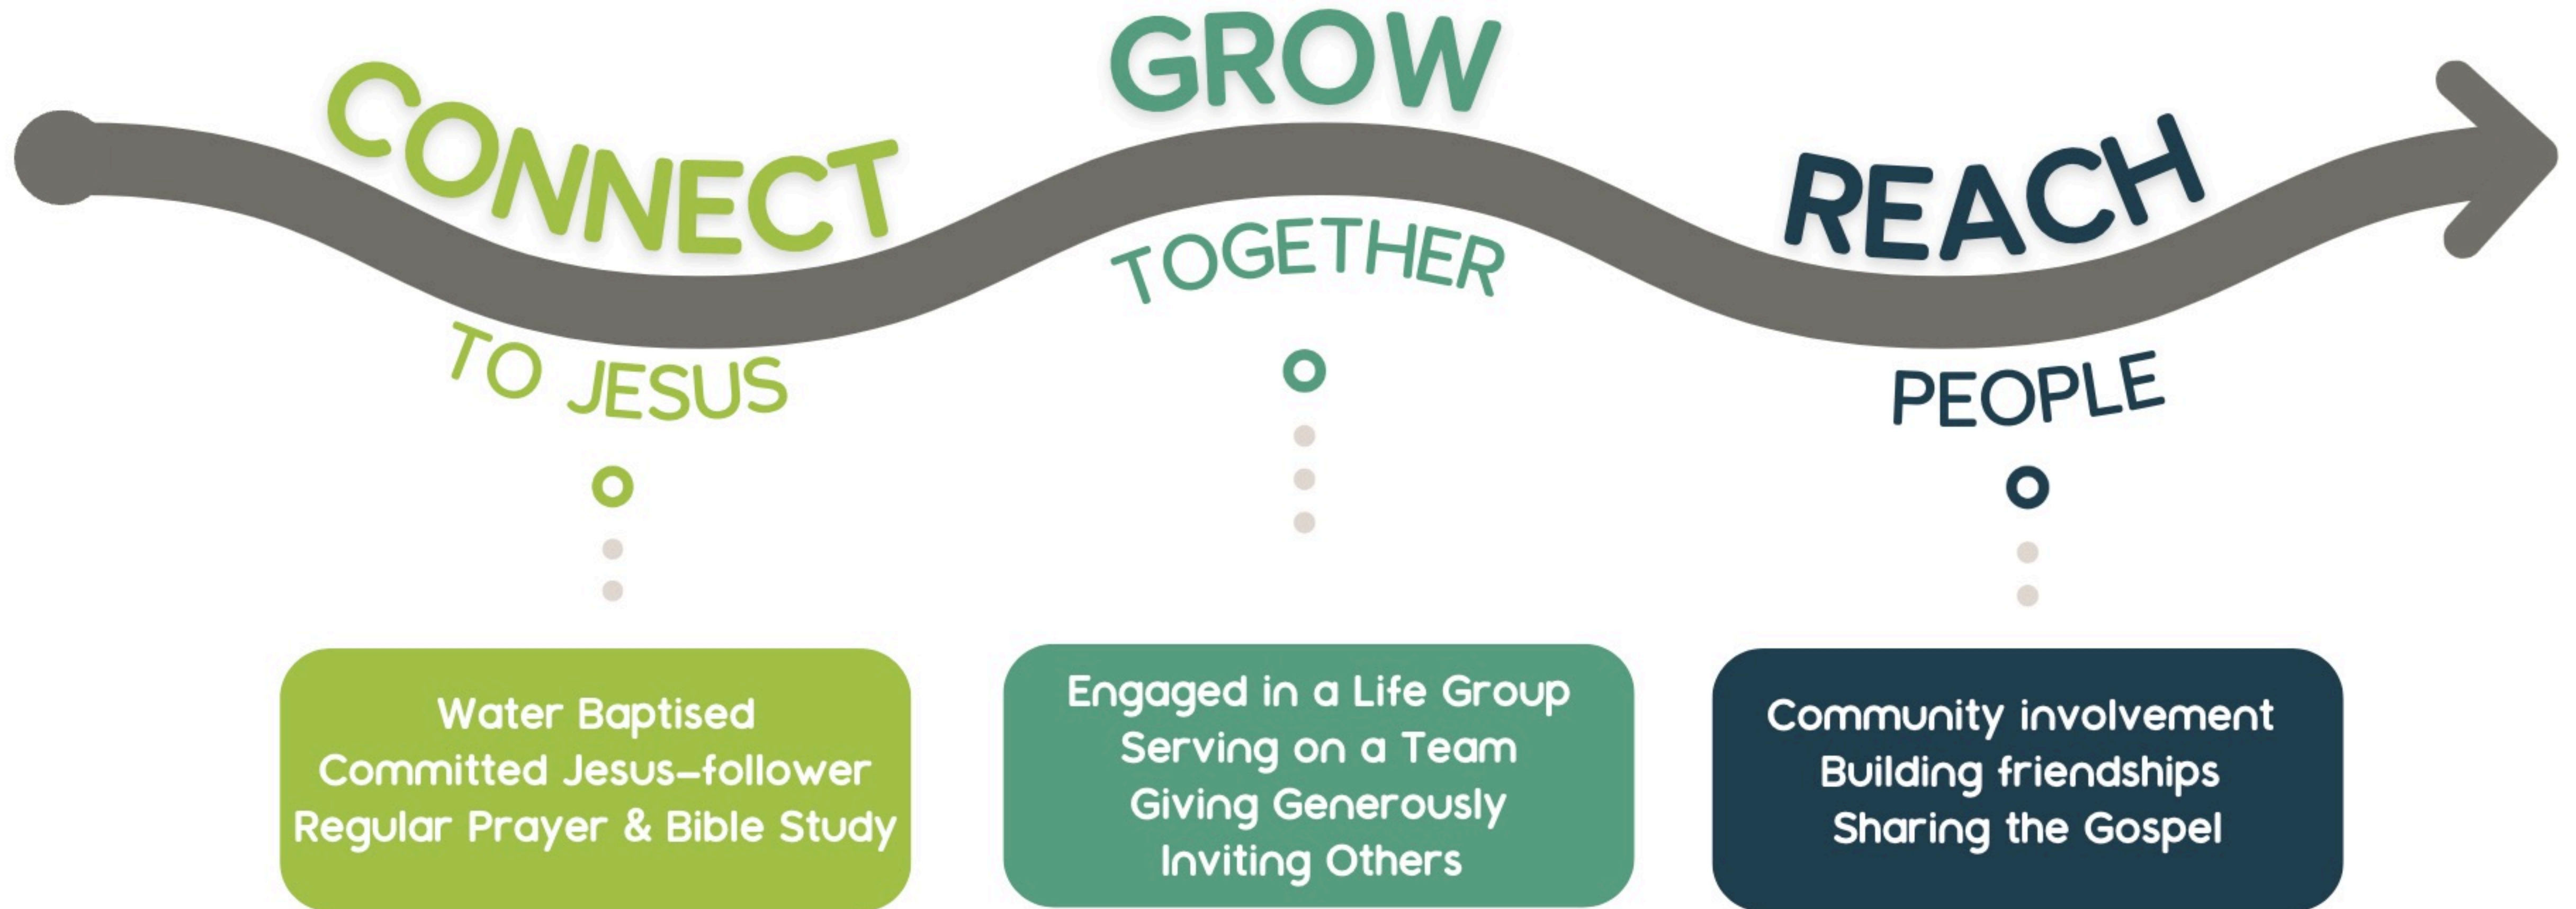 CONNECT
TO JESUS
Water Baptised
Committed Jesus-follower
Regular Prayer & Bible Study
GROW
TOGETHER
Engaged in a Life Group
Serving on a Team
Giving Generously
Inviting Others
REACH
PEOPLE
Community involvement
Building friendships
Sharing the Gospel